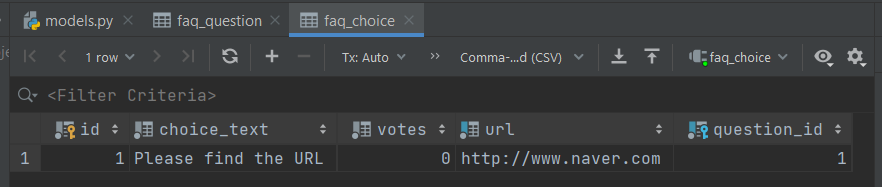 models.py faq_question faq_choice
1 row Tx: Auto Comma-...d (CSV) faq_choice
<Filter Criteria>
id choice_text votes url question_id
1 1 Please find the URL 0 http://www.naver.com 1